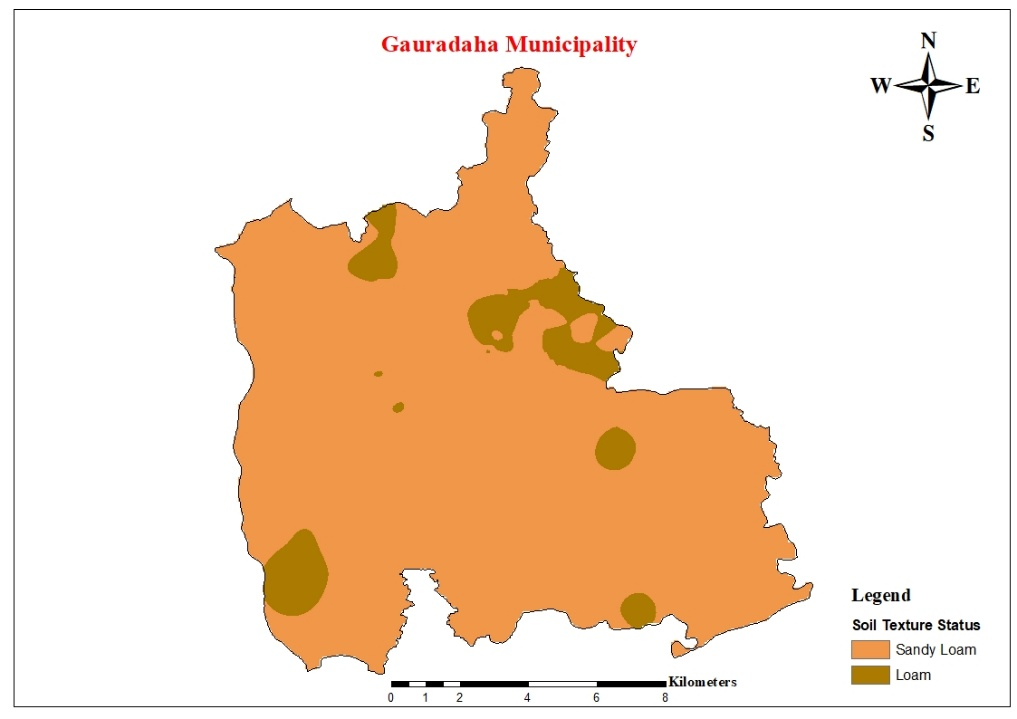 Gauradaha Municipality
N
W E
S
Legend
Soil Texture Status
Sandy Loam
Loam
Kilometers
0 1 2 4 6 8